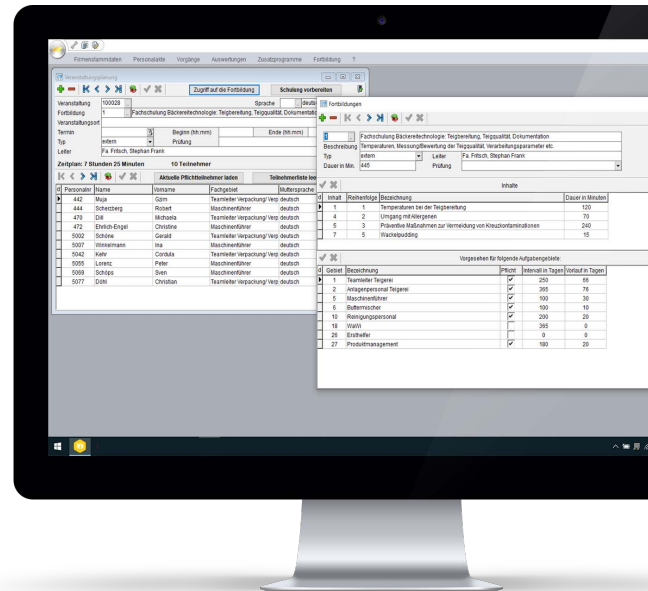 Firmenstammdaten Personalakte Vorgänge Auswertungen Zusatzprogramme Fortbildung ?
Veranstaltungsplanung
Zugriff auf die Fortbildung Schulung vorbereiten
Veranstaltung 100028 Sprache deuts
Fortbildung 1 Fachschulung Bäckereitechnologie: Teigbereitung, Teigqualität, Dokumentatio
Veranstaltungsort
Termin Beginn (hh:mm) Ende (hh:mm)
Typ extern Prüfung
Leiter Fa. Fritsch, Stephan Frank
Zeitplan: 7 Stunden 25 Minuten 10 Teilnehmer
Aktuelle Pflichtteilnehmer laden Teilnehmerliste lee
d Personalnr Name Vorname Fachgebiet Muttersprache
442 Muja Gzim Teamleiter Verpackung/ Verp deutsch
444 Scherzberg Robert Maschinenführer deutsch
470 Dill Michaela Teamleiter Verpackung/ Verp deutsch
472 Ehrlich-Engel Christine Maschinenführer deutsch
5002 Schöne Gerald Teamleiter Verpackung/ Verp deutsch
5007 Winkelmann Ina Maschinenführer deutsch
5042 Kehr Cordula Teamleiter Verpackung/ Verp deutsch
5055 Lorenz Peter Maschinenführer deutsch
5069 Schöps Sven Maschinenführer deutsch
5077 Döhl Christian Teamleiter Verpackung/ Verp deutsch
Fortbildungen
1 Fachschulung Bäckereitechnologie: Teigbereitung, Teigqualität, Dokumentation
Beschreibung Temperaturen, Messung/Bewertung der Teigqualität, Verarbeitungsparameter etc.
Typ extern Leiter Fa. Fritsch, Stephan Frank
Dauer in Min. 445 Prüfung
Inhalte
d Inhalt Reihenfolge Bezeichnung Dauer in Minuten
1 1 Temperaturen bei der Teigbereitung 120
4 2 Umgang mit Allergenen 70
5 3 Präventive Maßnahmen zur Vermeidung von Kreuzkontaminationen 240
7 5 Wackelpudding 15
Vorgesehen für folgende Aufgabengebiete:
d Gebiet Bezeichnung Pflicht Intervall in Tagen Vorlauf in Tagen
1 Teamleiter Teigerei 250 66
2 Anlagenpersonal Teigerei 365 76
5 Maschinenführer 100 30
6 Buttermischer 100 10
10 Reinigungspersonal 200 20
18 WaWi 365 0
26 Ersthelfer 0 0
27 Produktmanagement 180 20